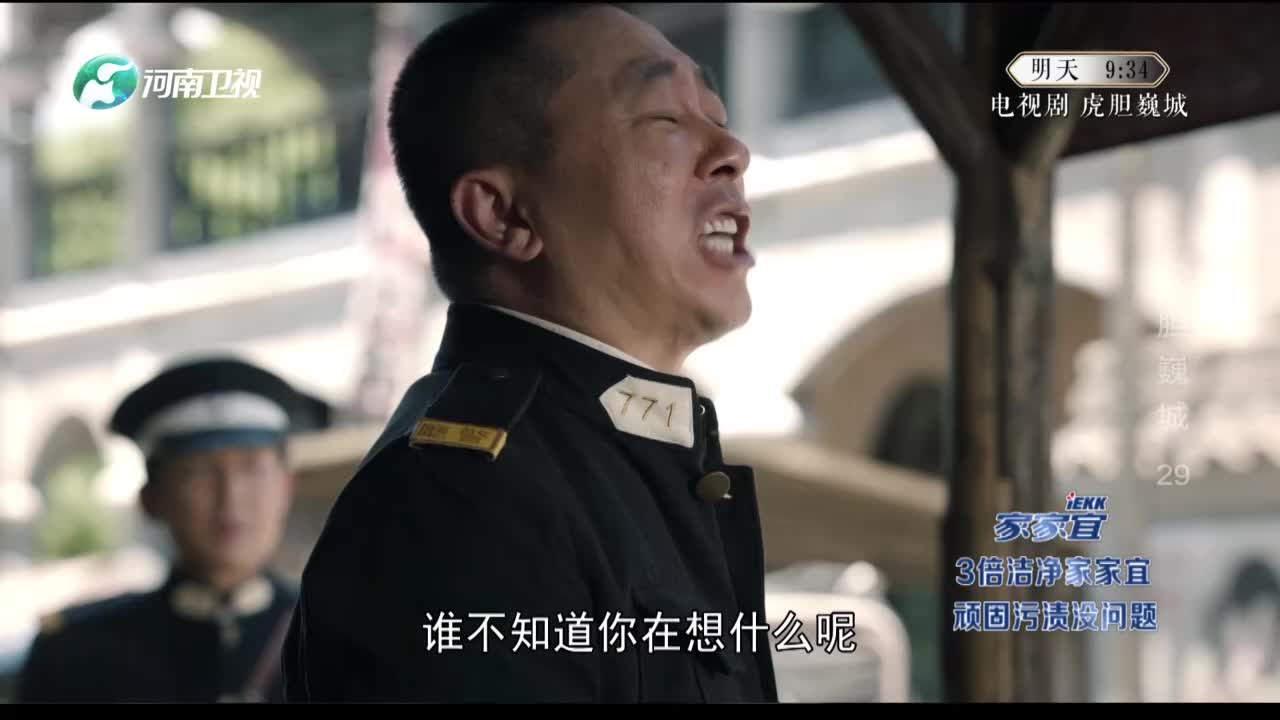 河南卫视
明天 9:34
电视剧 虎胆巍城
胆巍城
29
771
iEKK
家家宜
3倍洁净家家宜
顽固污渍没问题
谁不知道你在想什么呢